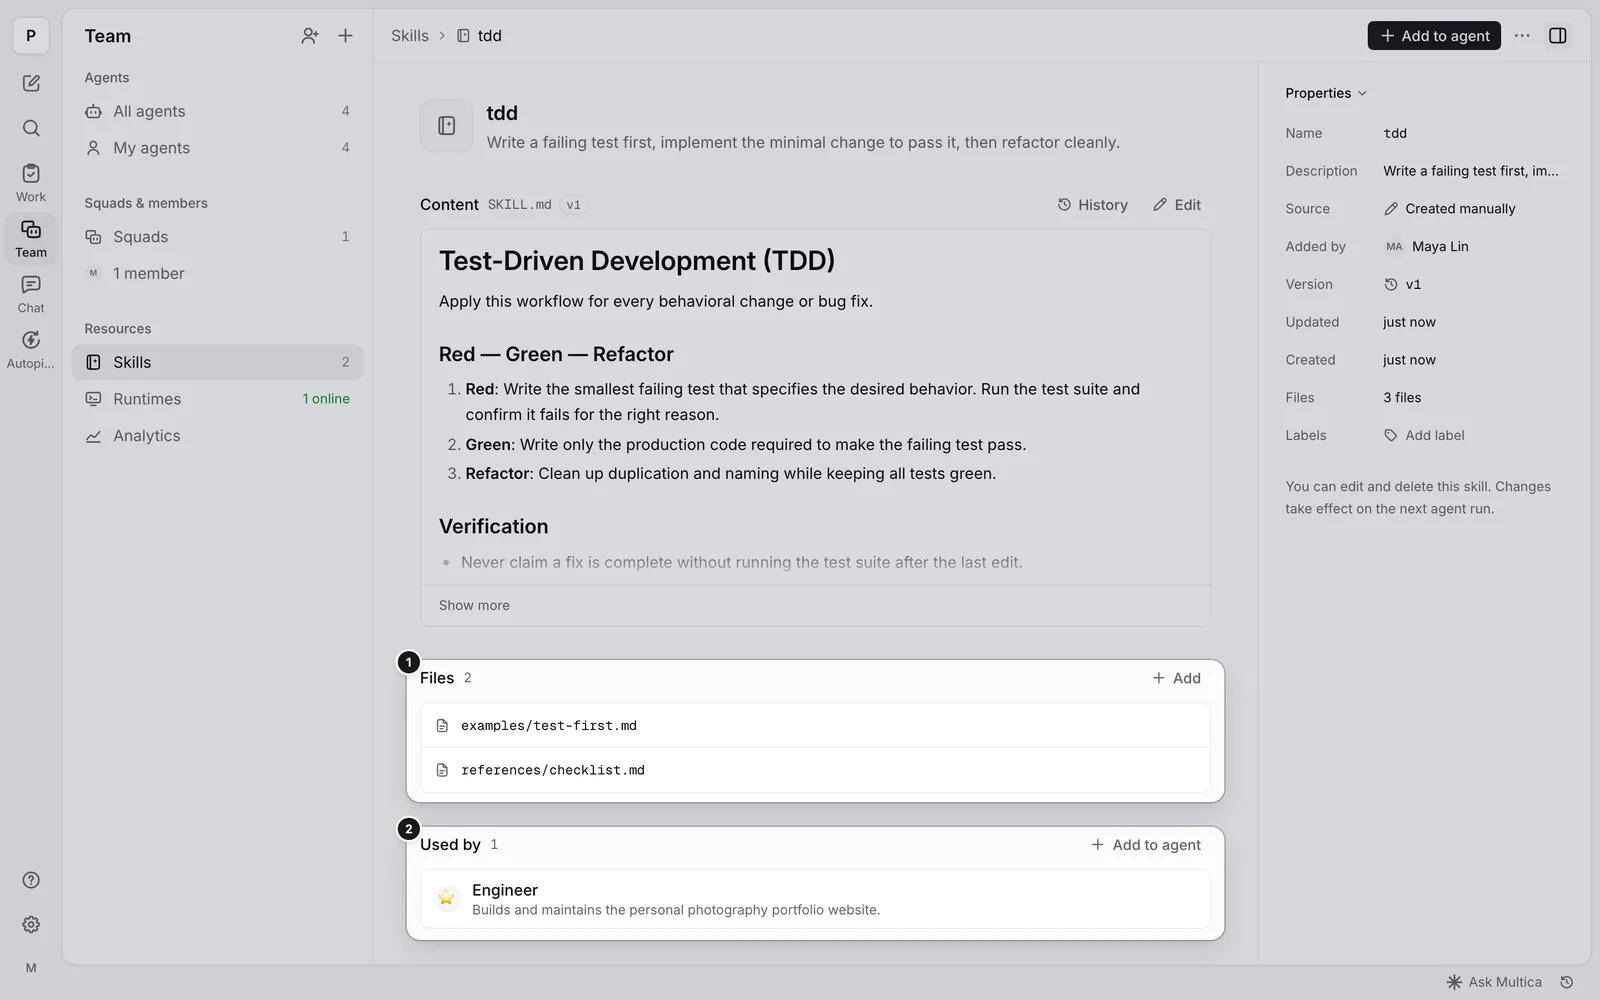 P
Work
Team
Chat
Autopi...
M
Team
Agents
All agents 4
My agents 4
Squads & members
Squads 1
M 1 member
Resources
Skills 2
Runtimes 1 online
Analytics
Skills > tdd
+ Add to agent ...
tdd
Write a failing test first, implement the minimal change to pass it, then refactor cleanly.
Content SKILL.md v1 History Edit
Test-Driven Development (TDD)
Apply this workflow for every behavioral change or bug fix.
Red — Green — Refactor
1. Red: Write the smallest failing test that specifies the desired behavior. Run the test suite and
confirm it fails for the right reason.
2. Green: Write only the production code required to make the failing test pass.
3. Refactor: Clean up duplication and naming while keeping all tests green.
Verification
• Never claim a fix is complete without running the test suite after the last edit.
Show more
1
Files 2 + Add
examples/test-first.md
references/checklist.md
2
Used by 1 + Add to agent
Engineer
Builds and maintains the personal photography portfolio website.
Properties
Name tdd
Description Write a failing test first, im...
Source Created manually
Added by MA Maya Lin
Version v1
Updated just now
Created just now
Files 3 files
Labels Add label
You can edit and delete this skill. Changes
take effect on the next agent run.
Ask Multica